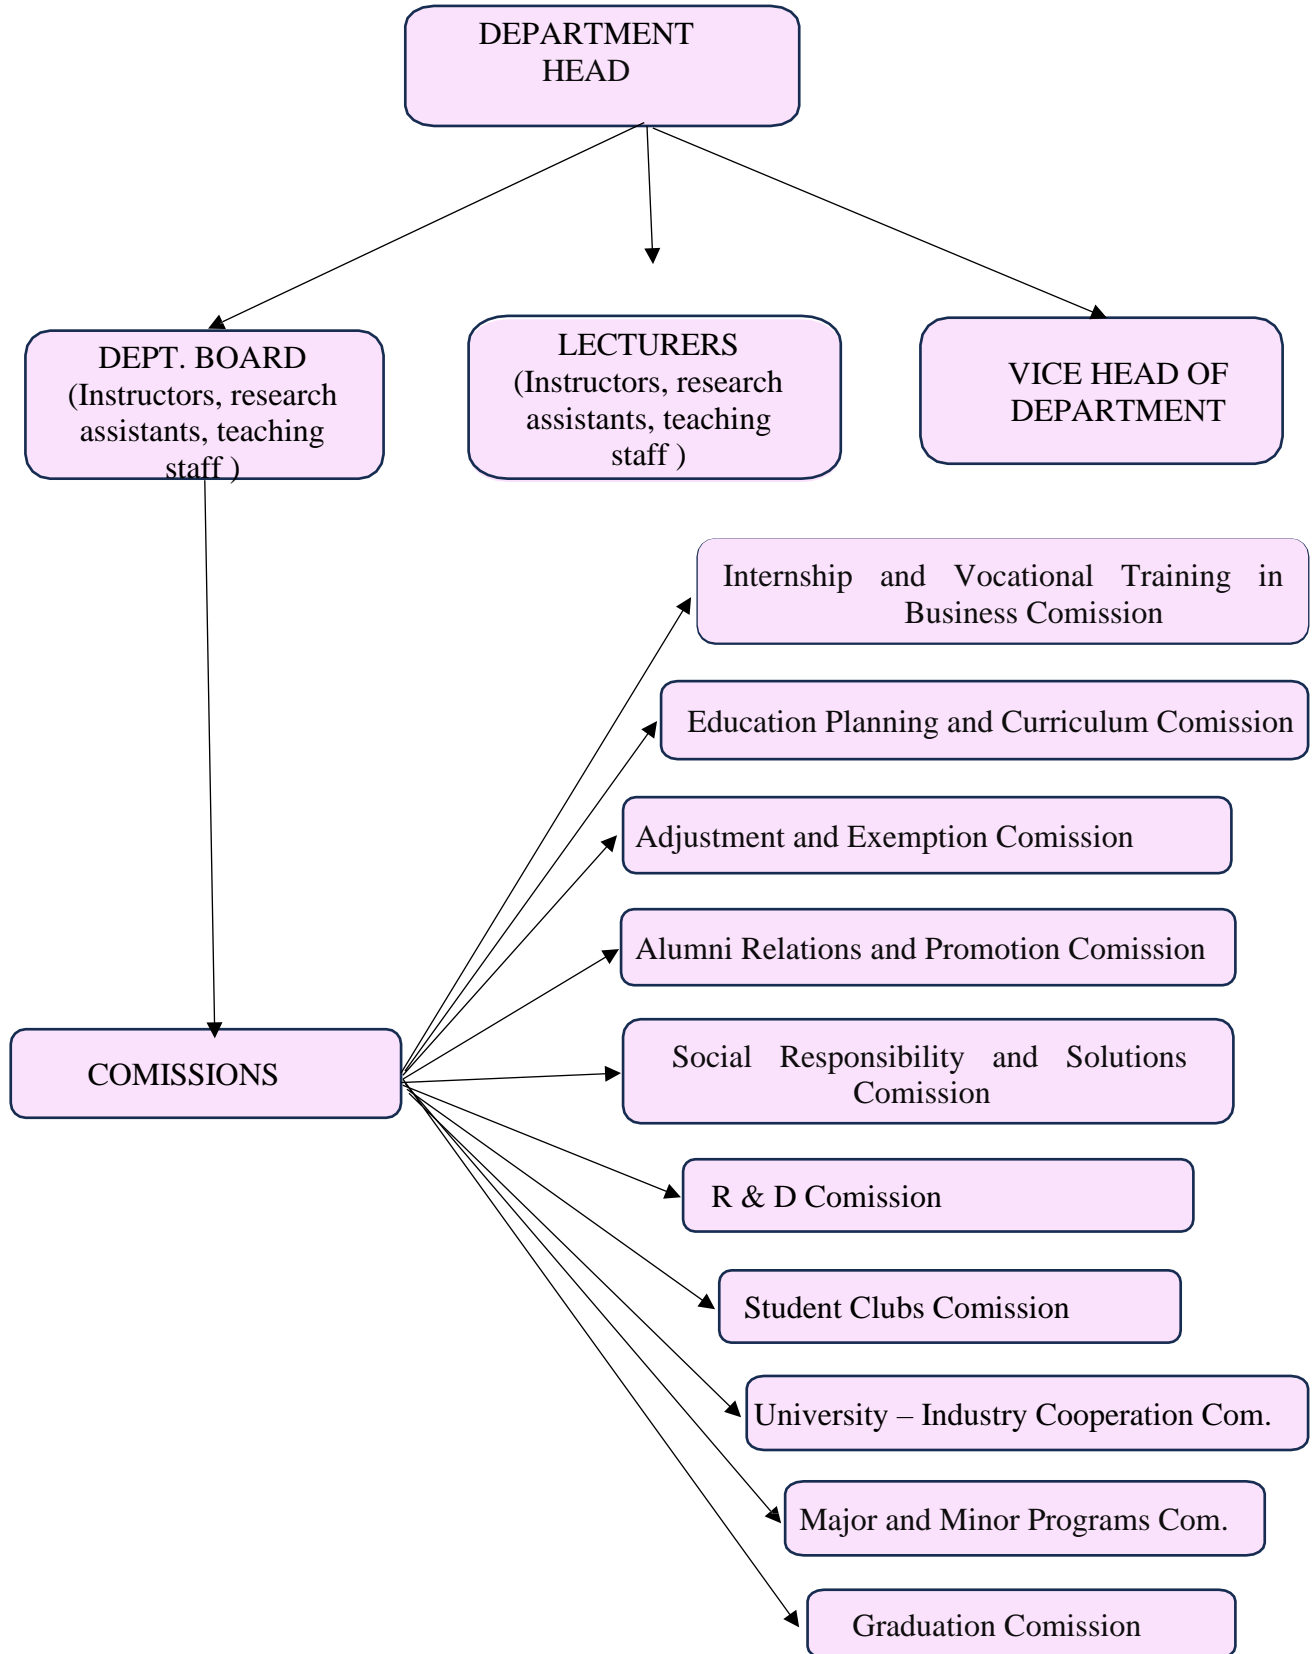 DEPARTMENT
HEAD
DEPT. BOARD
(Instructors, research
assistants, teaching
staff )
LECTURERS
(Instructors, research
assistants, teaching
staff )
VICE HEAD OF
DEPARTMENT
Internship and Vocational Training in
Business Comission
Education Planning and Curriculum Comission
Adjustment and Exemption Comission
Alumni Relations and Promotion Comission
COMISSIONS
Social Responsibility and Solutions
Comission
R & D Comission
Student Clubs Comission
University – Industry Cooperation Com.
Major and Minor Programs Com.
Graduation Comission